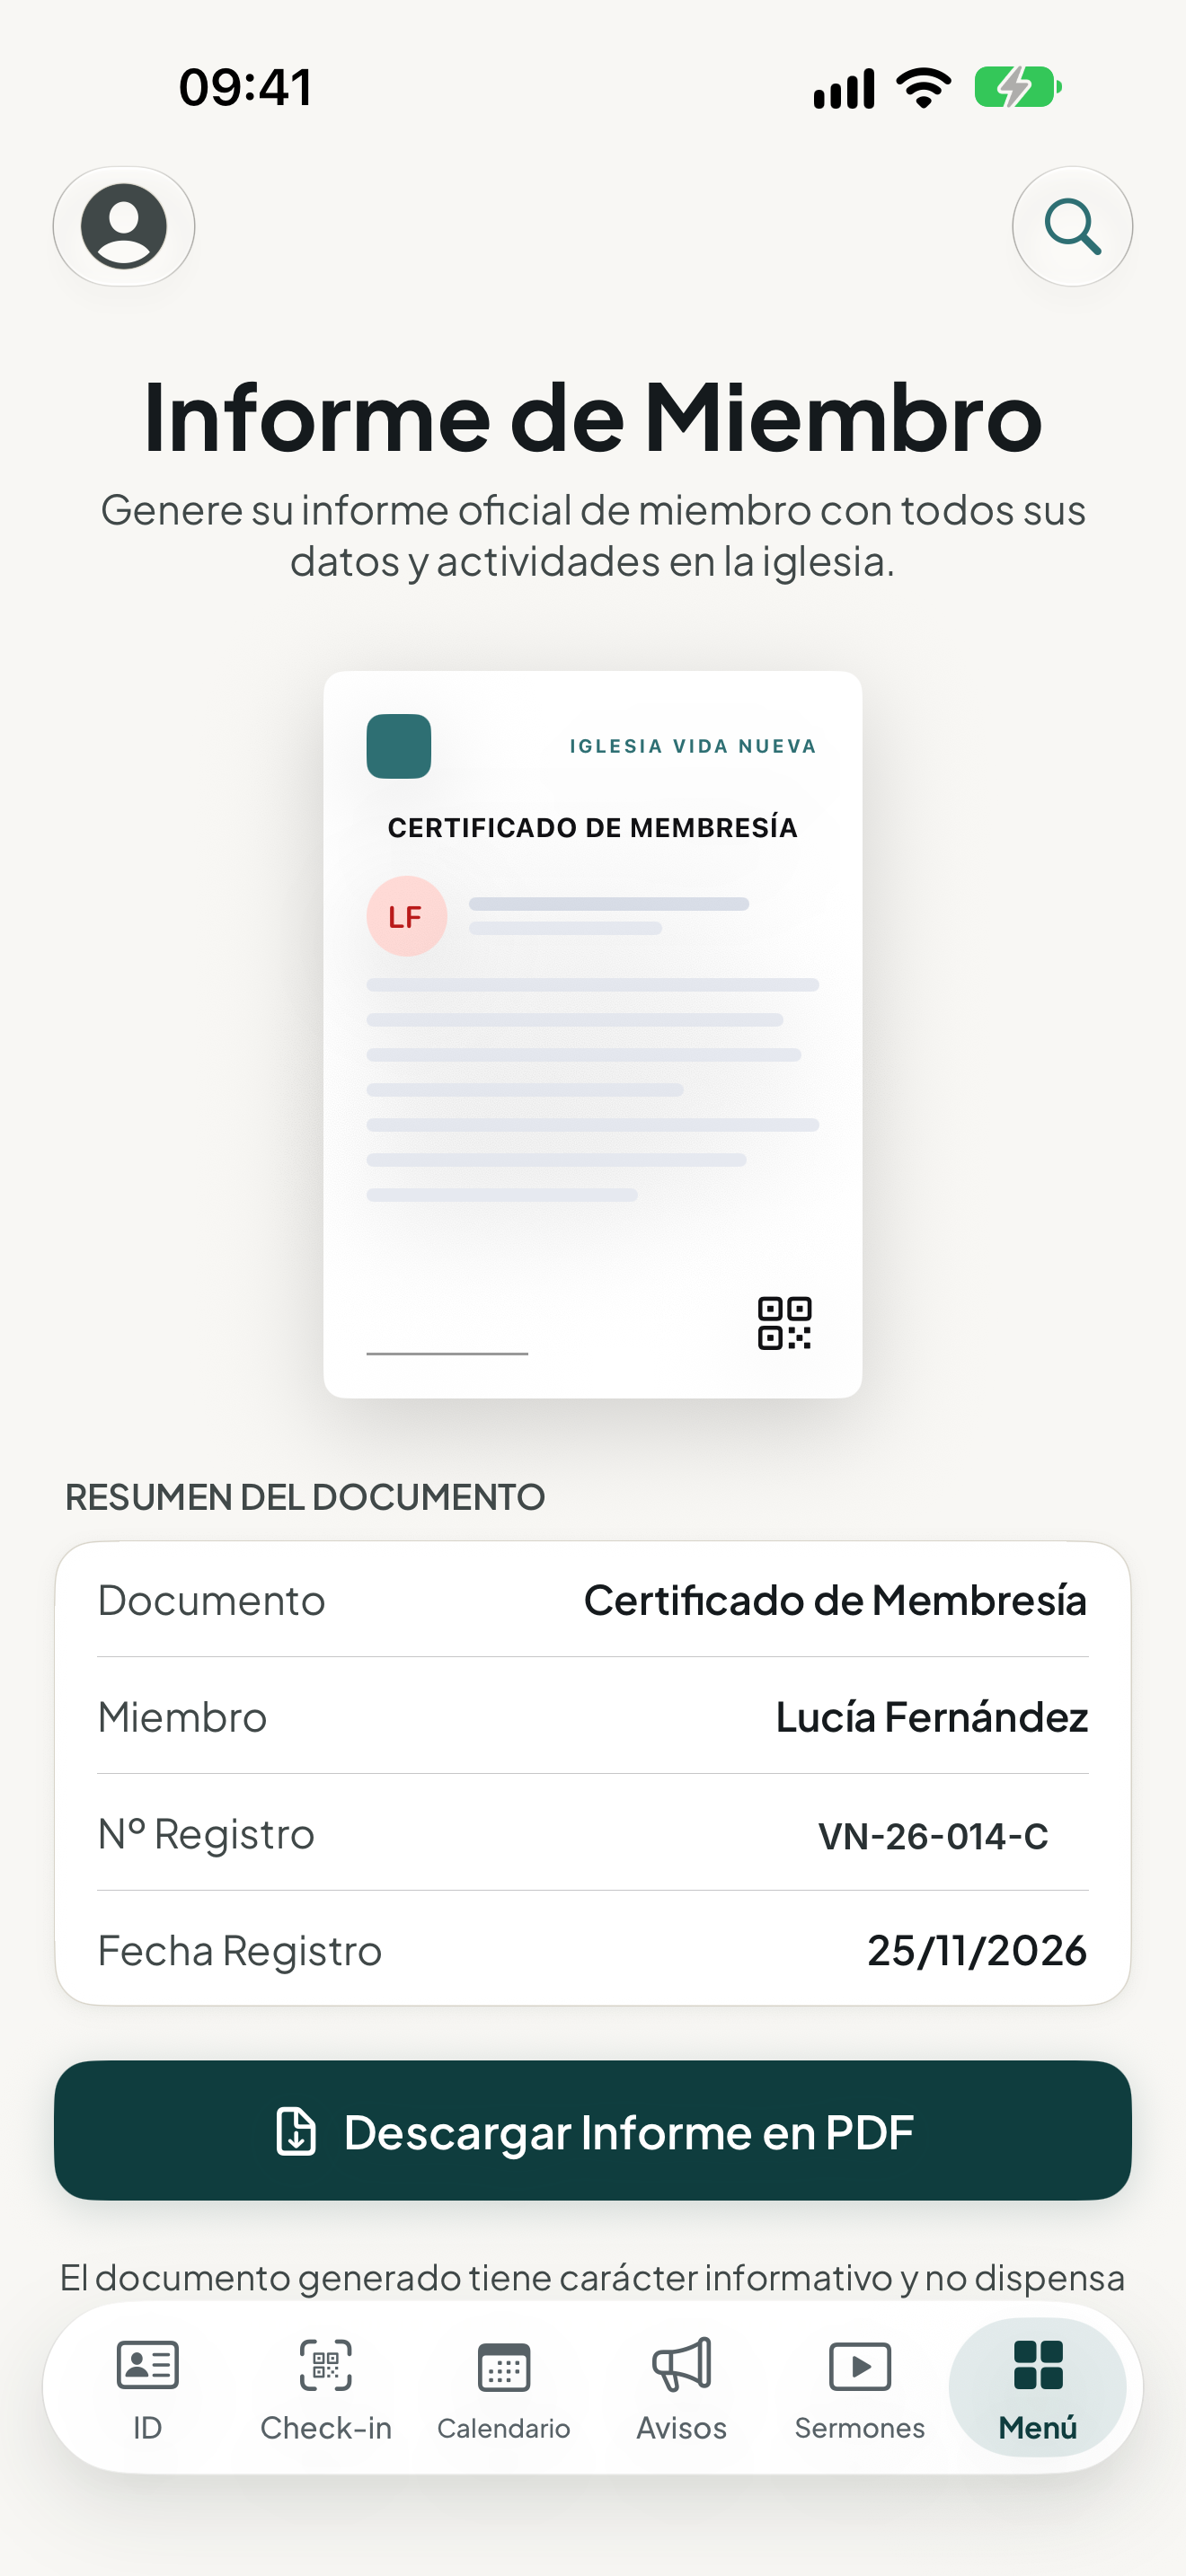 09:41
Informe de Miembro
Genere su informe oficial de miembro con todos sus
datos y actividades en la iglesia.
IGLESIA VIDA NUEVA
CERTIFICADO DE MEMBRESÍA
LF
RESUMEN DEL DOCUMENTO
Documento Certificado de Membresía
Miembro Lucía Fernández
Nº Registro VN-26-014-C
Fecha Registro 25/11/2026
Descargar Informe en PDF
El documento generado tiene carácter informativo y no dispensa
ID Check-in Calendario Avisos Sermones Menú